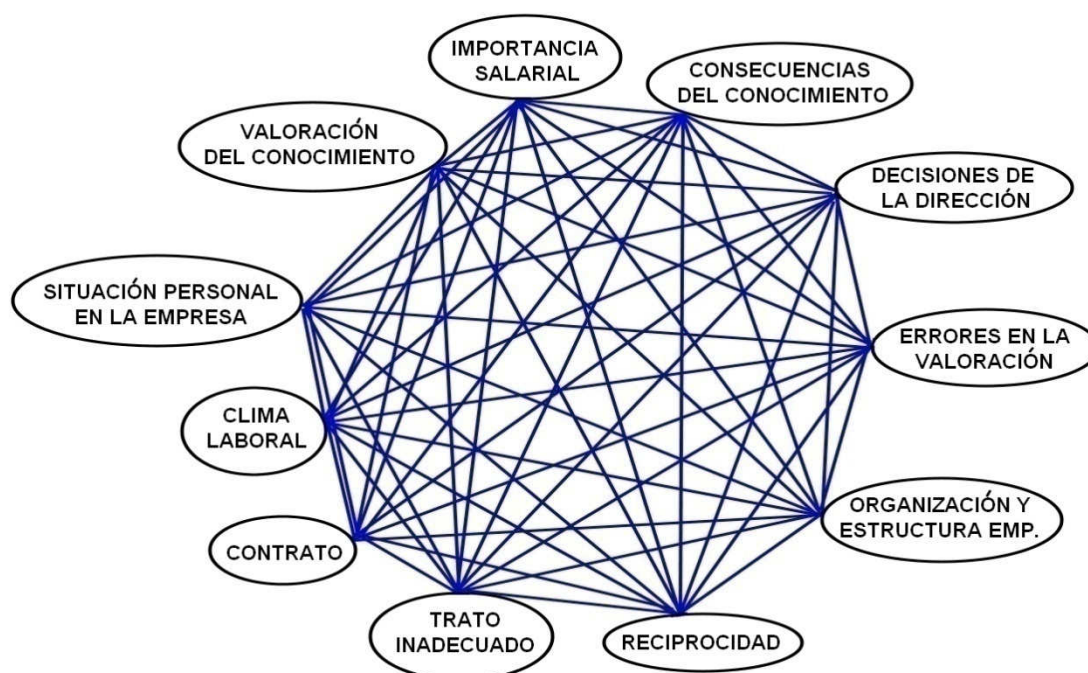 IMPORTANCIA
SALARIAL
CONSECUENCIAS
DEL CONOCIMIENTO
VALORACIÓN
DEL CONOCIMIENTO
DECISIONES DE
LA DIRECCIÓN
SITUACIÓN PERSONAL
EN LA EMPRESA
ERRORES EN LA
VALORACIÓN
CLIMA
LABORAL
ORGANIZACIÓN Y
ESTRUCTURA EMP.
CONTRATO
TRATO
INADECUADO
RECIPROCIDAD